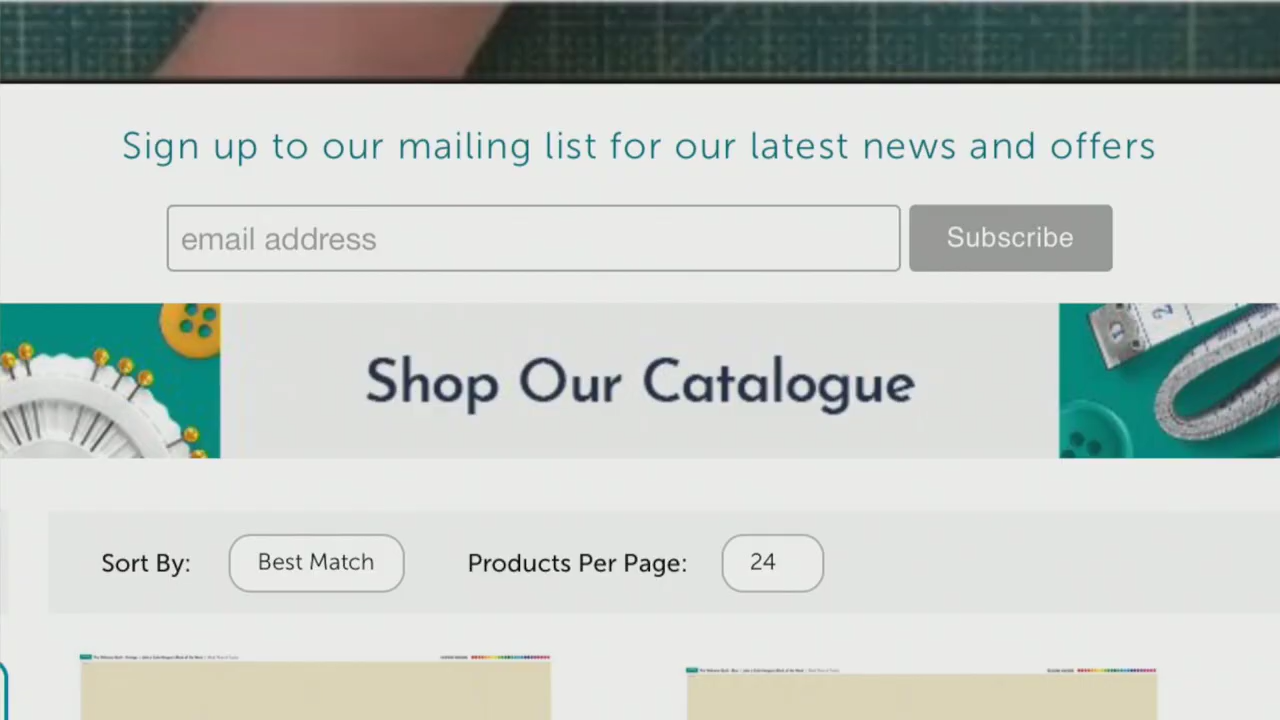 Sign up to our mailing list for our latest news and offers
email address
Subscribe
Shop Our Catalogue
Sort By:
Best Match
Products Per Page:
24